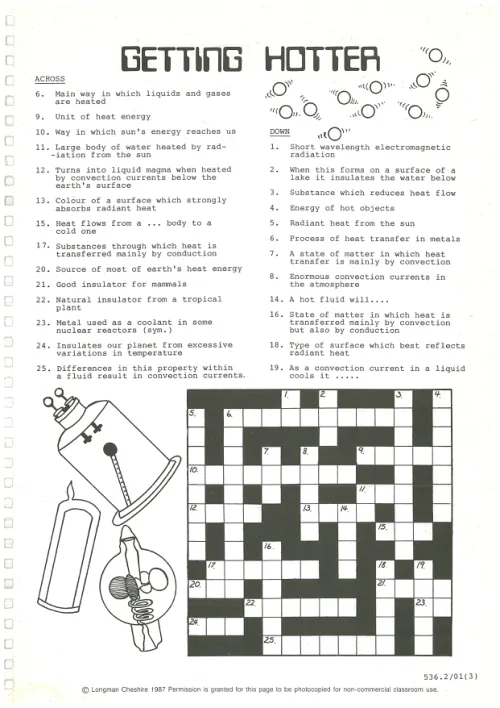 GETTING HOTTER
ACROSS
6. Main way in which liquids and gases
are heated
9. Unit of heat energy
10. Way in which sun's energy reaches us
11. Large body of water heated by rad-
-iation from the sun
12. Turns into liquid magma when heated
by convection currents below the
earth's surface
13. Colour of a surface which strongly
absorbs radiant heat
15. Heat flows from a ... body to a
cold one
17. Substances through which heat is
transferred mainly by conduction
20. Source of most of earth's heat energy
21. Good insulator for mammals
22. Natural insulator from a tropical
plant
23. Metal used as a coolant in some
nuclear reactors (sym.)
24. Insulates our planet from excessive
variations in temperature
25. Differences in this property within
a fluid result in convection currents.
DOWN
1. Short wavelength electromagnetic
radiation
2. When this forms on a surface of a
lake it insulates the water below
3. Substance which reduces heat flow
4. Energy of hot objects
5. Radiant heat from the sun
6. Process of heat transfer in metals
7. A state of matter in which heat
transfer is mainly by convection
8. Enormous convection currents in
the atmosphere
14. A hot fluid will....
16. State of matter in which heat is
transferred mainly by convection
but also by conduction
18. Type of surface which best reflects
radiant heat
19. As a convection current in a liquid
cools it .....
1. 2. 3. 4.
5. 6.
7. 8. 9.
10.
11.
12. 13. 14.
15.
16.
17. 18. 19.
20. 21.
22. 23.
24.
25.
536.2/01(3)
© Longman Cheshire 1987 Permission is granted for this page to be photocopied for non-commercial classroom use.